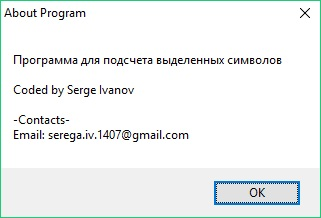 About Program
Программа для подсчета выделенных символов
Coded by Serge Ivanov
-Contacts-
Email: serega.iv.1407@gmail.com
OK